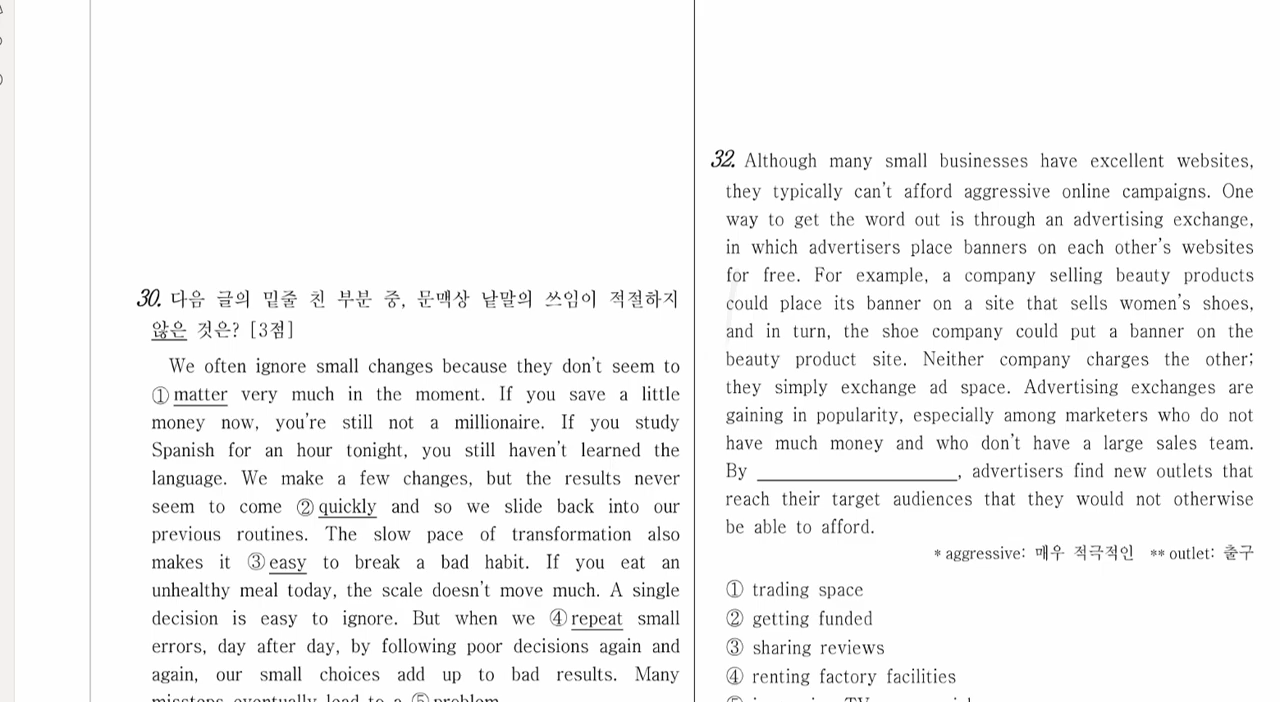 30. 다음 글의 밑줄 친 부분 중, 문맥상 낱말의 쓰임이 적절하지
않은 것은? [3점]
We often ignore small changes because they don't seem to
① matter very much in the moment. If you save a little
money now, you're still not a millionaire. If you study
Spanish for an hour tonight, you still haven't learned the
language. We make a few changes, but the results never
seem to come ② quickly and so we slide back into our
previous routines. The slow pace of transformation also
makes it ③ easy to break a bad habit. If you eat an
unhealthy meal today, the scale doesn't move much. A single
decision is easy to ignore. But when we ④ repeat small
errors, day after day, by following poor decisions again and
again, our small choices add up to bad results. Many
missteps eventually lead to a ⑤ problem.
32. Although many small businesses have excellent websites,
they typically can't afford aggressive online campaigns. One
way to get the word out is through an advertising exchange,
in which advertisers place banners on each other's websites
for free. For example, a company selling beauty products
could place its banner on a site that sells women's shoes,
and in turn, the shoe company could put a banner on the
beauty product site. Neither company charges the other;
they simply exchange ad space. Advertising exchanges are
gaining in popularity, especially among marketers who do not
have much money and who don't have a large sales team.
By ____________________, advertisers find new outlets that
reach their target audiences that they would not otherwise
be able to afford.
* aggressive: 매우 적극적인 ** outlet: 출구
① trading space
② getting funded
③ sharing reviews
④ renting factory facilities
⑤ TV